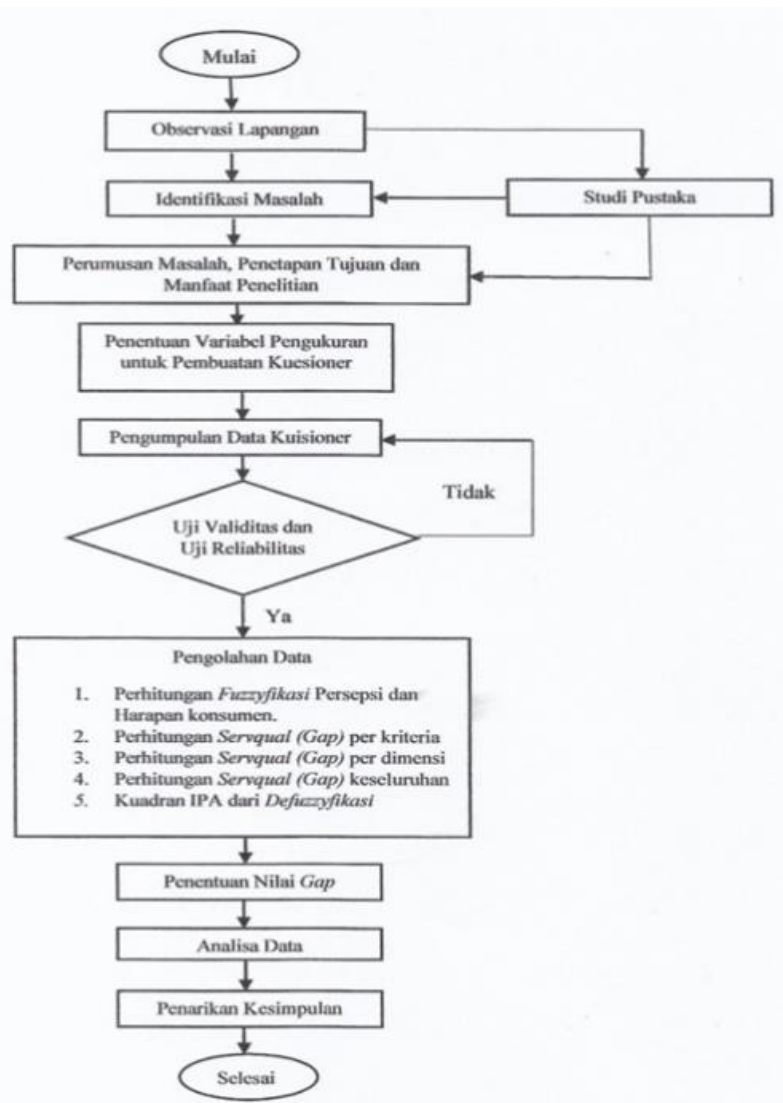 Mulai
Observasi Lapangan
Identifikasi Masalah
Studi Pustaka
Perumusan Masalah, Penetapan Tujuan dan
Manfaat Penelitian
Penentuan Variabel Pengukuran
untuk Pembuatan Kuesioner
Pengumpulan Data Kuisioner
Tidak
Uji Validitas dan
Uji Reliabilitas
Ya
Pengolahan Data
1. Perhitungan Fuzzyfikasi Persepsi dan
Harapan konsumen.
2. Perhitungan Servqual (Gap) per kriteria
3. Perhitungan Servqual (Gap) per dimensi
4. Perhitungan Servqual (Gap) keseluruhan
5. Kuadran IPA dari Defuzzyfikasi
Penentuan Nilai Gap
Analisa Data
Penarikan Kesimpulan
Selesai